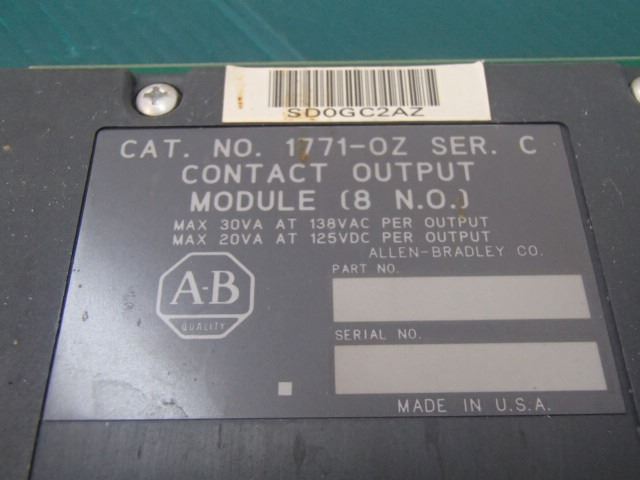 SD0GC2AZ
CAT. NO. 1771-OZ SER. C
CONTACT OUTPUT
MODULE (8 N.O.)
MAX 30VA AT 138VAC PER OUTPUT
MAX 20VA AT 125VDC PER OUTPUT
ALLEN-BRADLEY CO.
PART NO.
A-B
QUALITY
SERIAL NO.
MADE IN U.S.A.